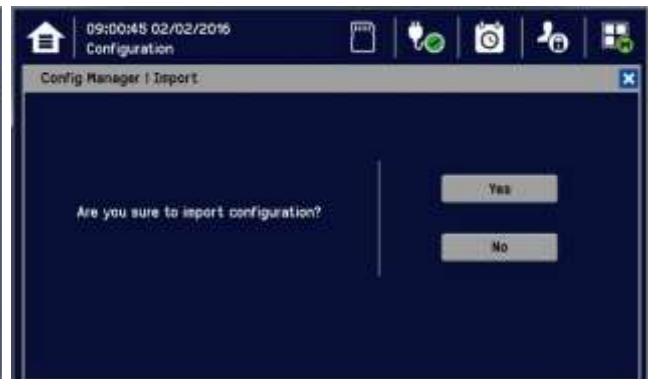 09:00:45 02/02/2016
Configuration
Config Manager | Import
Are you sure to import configuration?
Yes
No